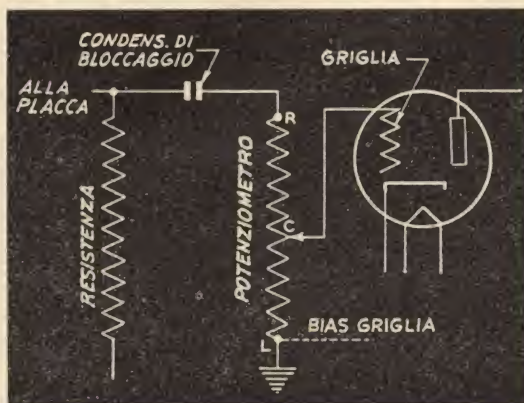 CONDENS. DI
BLOCCAGGIO
GRIGLIA
ALLA
PLACCA
R
RESISTENZA
POTENZIOMETRO
C
L
BIAS GRIGLIA